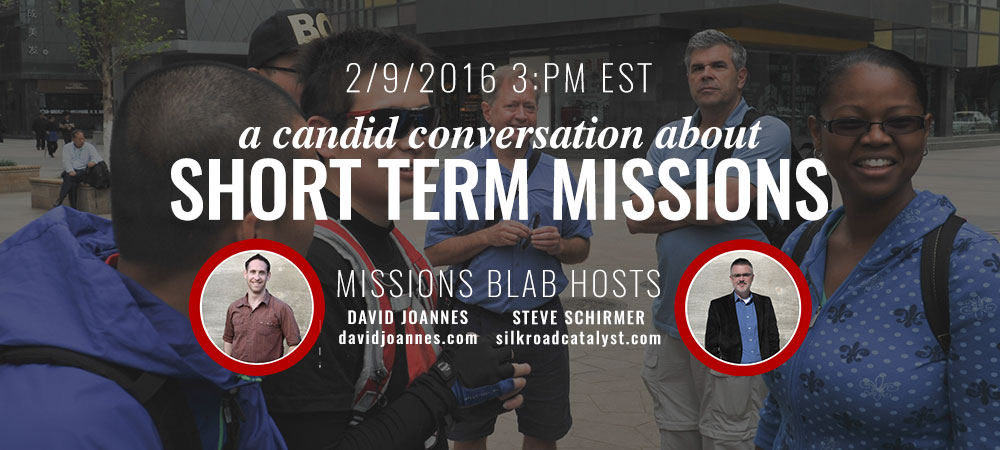 2/9/2016 3:PM EST
a candid conversation about
SHORT TERM MISSIONS
MISSIONS BLAB HOSTS
DAVID JOANNES
davidjoannes.com
STEVE SCHIRMER
silkroadcatalyst.com